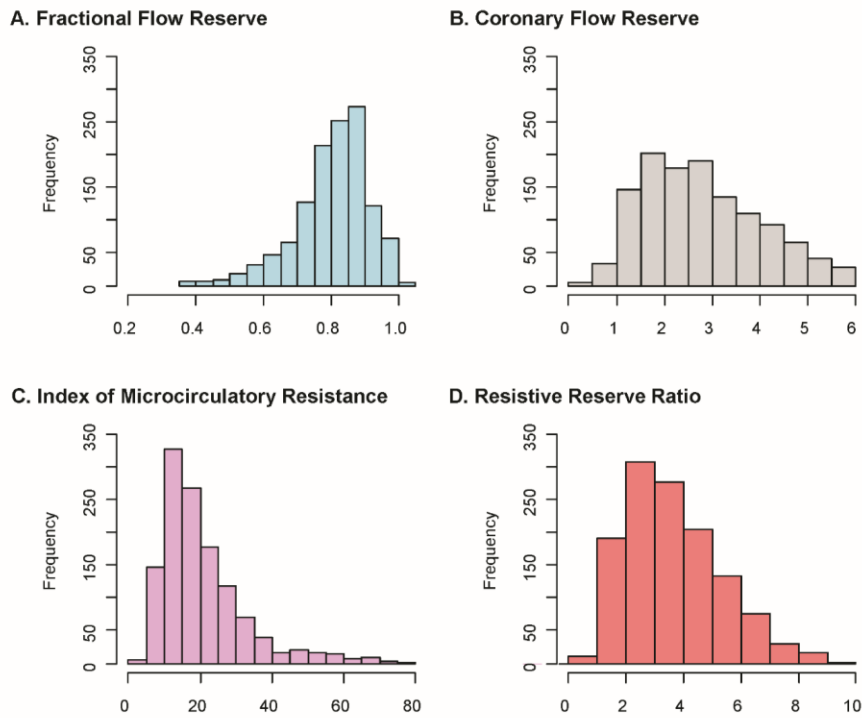 A. Fractional Flow Reserve
Frequency
0 50 150 250 350
0.2 0.4 0.6 0.8 1.0
B. Coronary Flow Reserve
Frequency
0 50 150 250 350
0 1 2 3 4 5 6
C. Index of Microcirculatory Resistance
Frequency
0 50 150 250 350
0 20 40 60 80
D. Resistive Reserve Ratio
Frequency
0 50 150 250 350
0 2 4 6 8 10